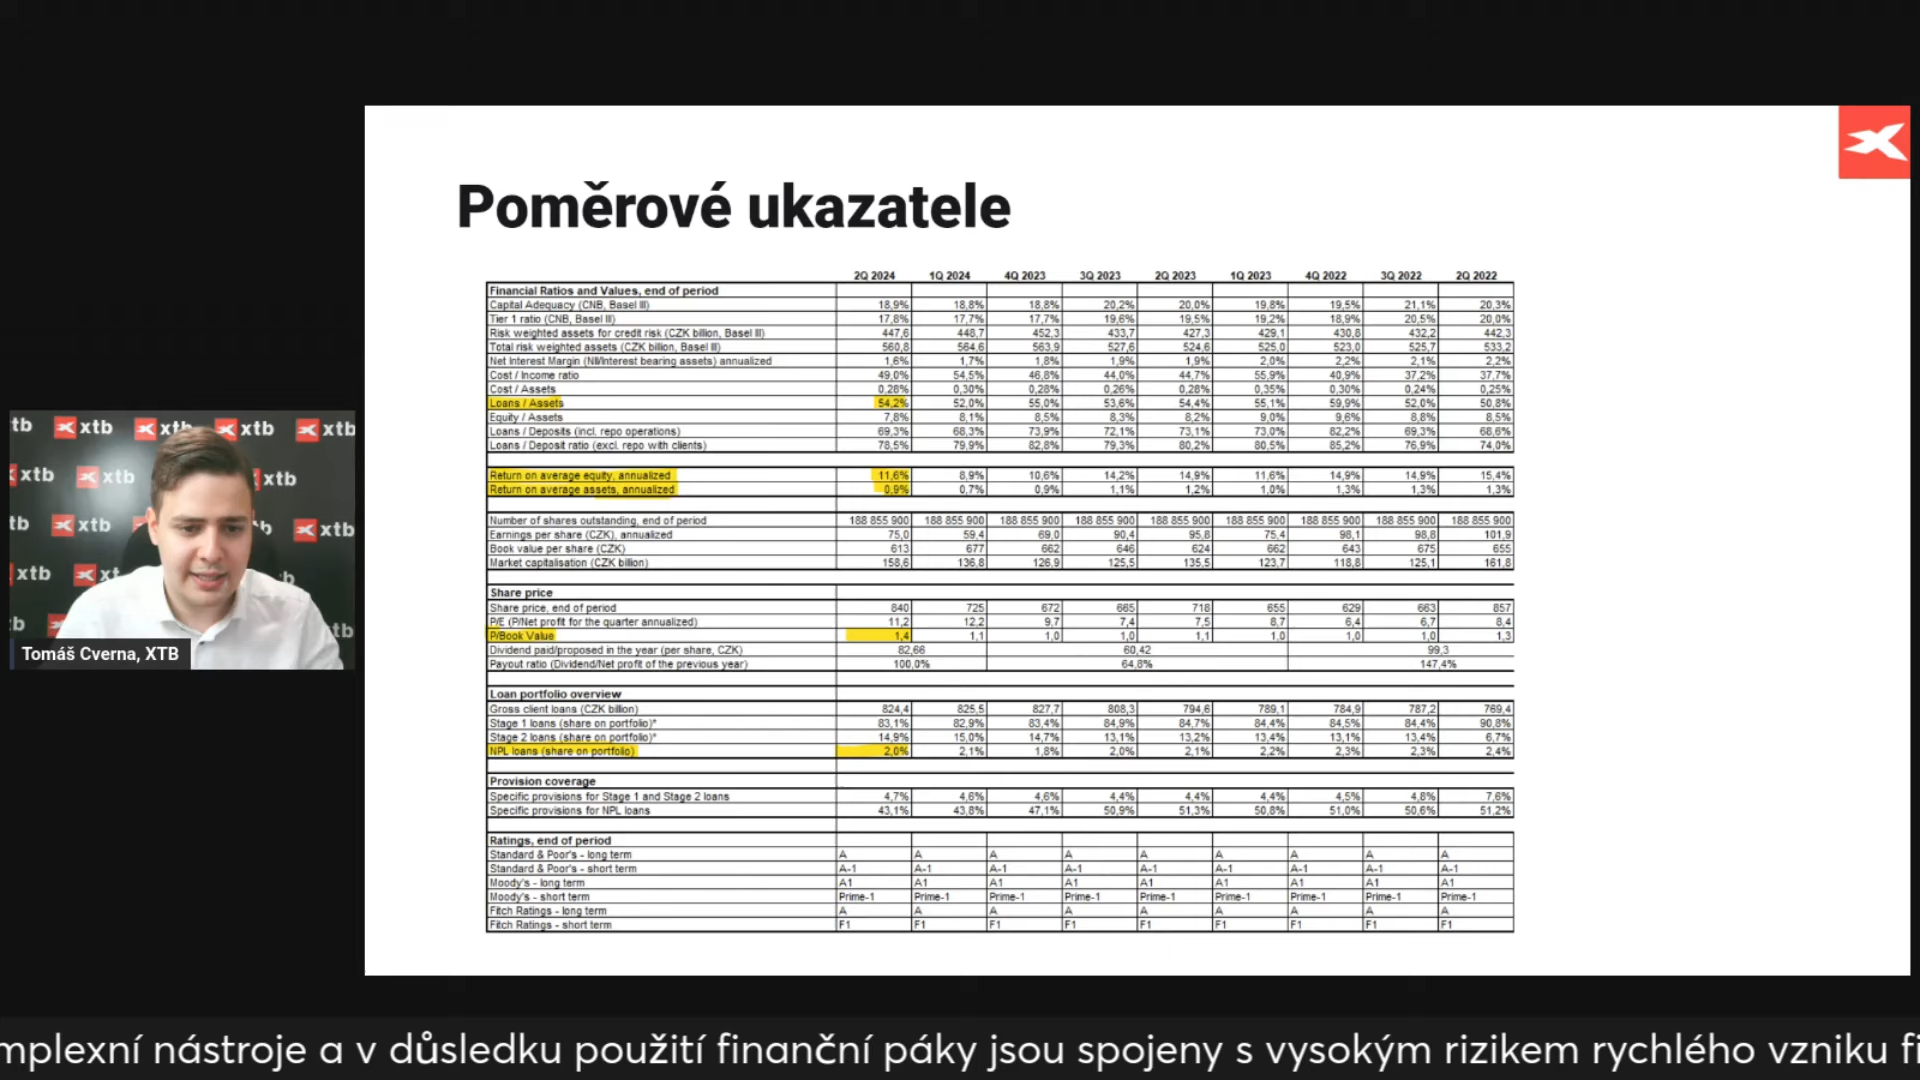 Poměrové ukazatele
2Q 2024 1Q 2024 4Q 2023 3Q 2023 2Q 2023 1Q 2023 4Q 2022 3Q 2022 2Q 2022
Financial Ratios and Values, end of period
Capital Adequacy (CNB, Basel III) 18,9% 18,8% 18,8% 20,2% 20,0% 19,8% 19,5% 21,1% 20,3%
Tier 1 ratio (CNB, Basel III) 17,8% 17,7% 17,7% 19,6% 19,5% 19,2% 18,9% 20,5% 20,0%
Risk weighted assets for credit risk (CZK billion, Basel III) 447,6 448,7 452,3 433,7 427,3 429,1 430,8 432,2 442,3
Total risk weighted assets (CZK billion, Basel III) 560,8 564,6 563,9 527,6 524,6 525,0 523,0 525,7 533,2
Net Interest Margin (NII/Interest bearing assets) annualized 1,6% 1,7% 1,8% 1,9% 1,9% 2,0% 2,2% 2,1% 2,2%
Cost / Income ratio 49,0% 54,5% 46,8% 44,0% 44,7% 55,9% 40,9% 37,2% 37,7%
Cost / Assets 0,28% 0,30% 0,28% 0,26% 0,28% 0,35% 0,30% 0,24% 0,25%
Loans / Assets 54,2% 52,0% 55,0% 53,6% 54,4% 55,1% 59,9% 52,0% 50,8%
Equity / Assets 7,8% 8,1% 8,5% 8,3% 8,2% 9,0% 9,6% 8,8% 8,5%
Loans / Deposits (incl. repo operations) 69,3% 68,3% 73,9% 72,1% 73,1% 73,0% 82,2% 69,3% 68,6%
Loans / Deposit ratio (excl. repo with clients) 78,5% 79,9% 82,8% 79,3% 80,2% 80,5% 85,2% 76,9% 74,0%
Return on average equity, annualized 11,6% 8,9% 10,6% 14,2% 14,9% 11,6% 14,9% 14,9% 15,4%
Return on average assets, annualized 0,9% 0,7% 0,9% 1,1% 1,2% 1,0% 1,3% 1,3% 1,3%
Number of shares outstanding, end of period 188 855 900 188 855 900 188 855 900 188 855 900 188 855 900 188 855 900 188 855 900 188 855 900 188 855 900
Earnings per share (CZK), annualized 75,0 59,4 69,0 90,4 95,8 75,4 98,1 98,8 101,9
Book value per share (CZK) 613 677 662 646 624 662 643 675 655
Market capitalisation (CZK billion) 158,6 136,8 126,9 125,5 135,5 123,7 118,8 125,1 161,8
Share price
Share price, end of period 840 725 672 665 718 655 629 663 857
P/E (P/Net profit for the quarter annualized) 11,2 12,2 9,7 7,4 7,5 8,7 6,4 6,7 8,4
P/Book Value 1,4 1,1 1,0 1,0 1,1 1,0 1,0 1,0 1,3
Dividend paid/proposed in the year (per share, CZK) 82,66 60,42 99,3
Payout ratio (Dividend/Net profit of the previous year) 100,0% 64,8% 147,4%
Loan portfolio overview
Gross client loans (CZK billion) 824,4 825,5 827,7 808,3 794,6 789,1 784,9 787,2 769,4
Stage 1 loans (share on portfolio)* 83,1% 82,9% 83,4% 84,9% 84,7% 84,4% 84,5% 84,4% 90,8%
Stage 2 loans (share on portfolio)* 14,9% 15,0% 14,7% 13,1% 13,2% 13,4% 13,1% 13,4% 6,7%
NPL loans (share on portfolio) 2,0% 2,1% 1,8% 2,0% 2,1% 2,2% 2,3% 2,3% 2,4%
Provision coverage
Specific provisions for Stage 1 and Stage 2 loans 4,7% 4,6% 4,6% 4,4% 4,4% 4,4% 4,5% 4,8% 7,6%
Specific provisions for NPL loans 43,1% 43,8% 47,1% 50,9% 51,3% 50,8% 51,0% 50,6% 51,2%
Ratings, end of period
Standard & Poor's - long term A A A A A A A A A
Standard & Poor's - short term A-1 A-1 A-1 A-1 A-1 A-1 A-1 A-1 A-1
Moody's - long term A1 A1 A1 A1 A1 A1 A1 A1 A1
Moody's - short term Prime-1 Prime-1 Prime-1 Prime-1 Prime-1 Prime-1 Prime-1 Prime-1 Prime-1
Fitch Ratings - long term A A A A A A A A A
Fitch Ratings - short term F1 F1 F1 F1 F1 F1 F1 F1 F1
tb xtb xtb xtb xtb
xtb xtb xtb
tb xtb xtb
xtb xt b
b tb
Tomáš Cverna, XTB
mplexní nástroje a v důsledku použití finanční páky jsou spojeny s vysokým rizikem rychlého vzniku fi